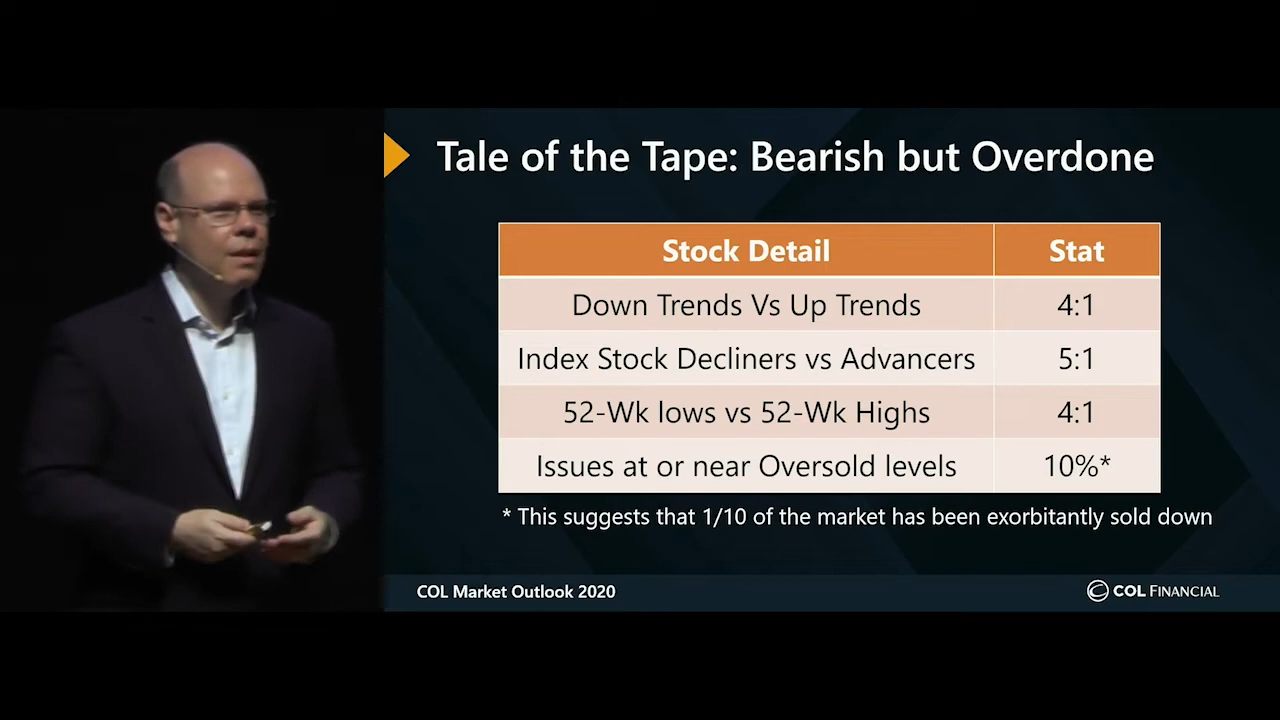 Tale of the Tape: Bearish but Overdone
Stock Detail Stat
Down Trends Vs Up Trends 4:1
Index Stock Decliners vs Advancers 5:1
52-Wk lows vs 52-Wk Highs 4:1
Issues at or near Oversold levels 10%*
* This suggests that 1/10 of the market has been exorbitantly sold down
COL Market Outlook 2020
COL FINANCIAL